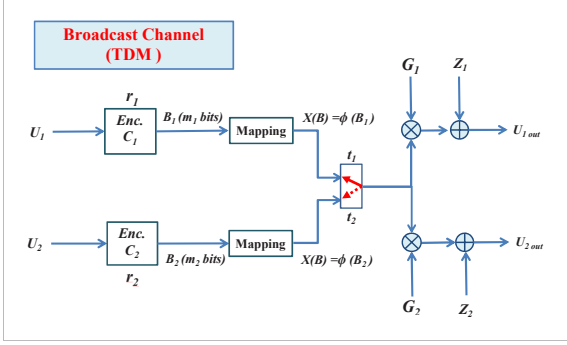 Broadcast Channel
(TDM )
G1 Z1
r1
Enc.
C1
B1 (m1 bits)
X(B) =ϕ (B1 )
U1
Mapping
U1 out
t1
t2
Enc.
C2
U2
B2 (m2 bits)
Mapping
X(B) =ϕ (B2 )
U2 out
r2
G2 Z2